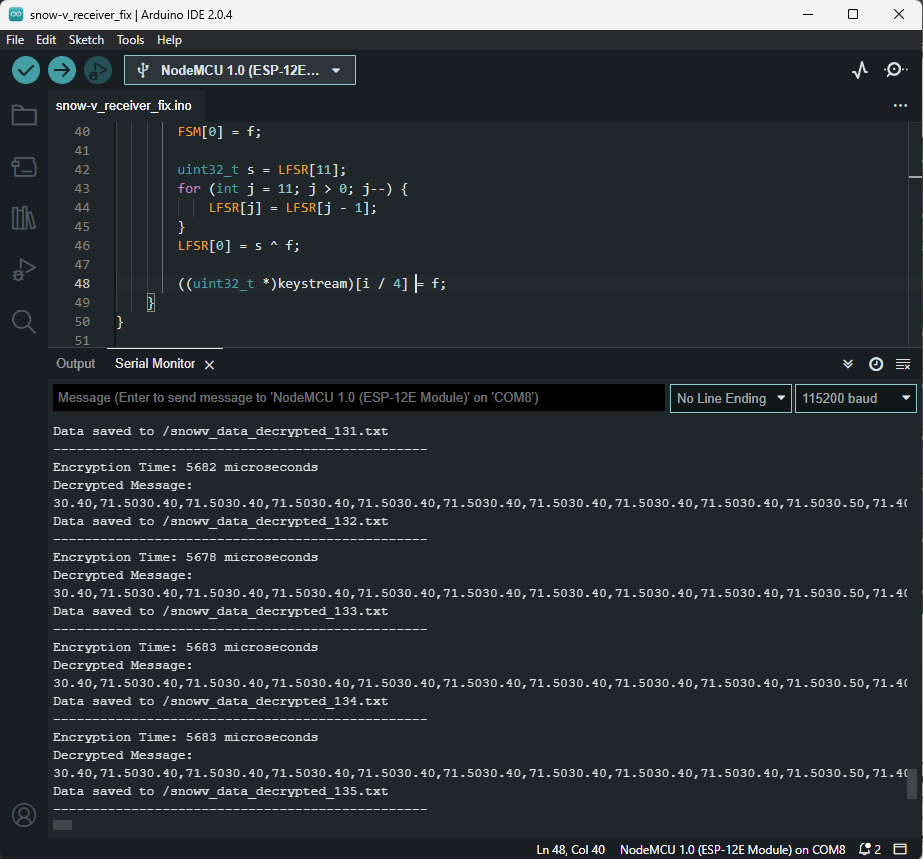 snow-v_receiver_fix | Arduino IDE 2.0.4
File Edit Sketch Tools Help
NodeMCU 1.0 (ESP-12E...
snow-v_receiver_fix.ino
40 FSM[0] = f;
41
42 uint32_t s = LFSR[11];
43 for (int j = 11; j > 0; j--) {
44 LFSR[j] = LFSR[j - 1];
45 }
46 LFSR[0] = s ^ f;
47
48 ((uint32_t *)keystream)[i / 4] = f;
49 }
50 }
51
Output Serial Monitor
Message (Enter to send message to 'NodeMCU 1.0 (ESP-12E Module)' on 'COM8') No Line Ending 115200 baud
Data saved to /snowv_data_decrypted_131.txt
------------------------------------------------
Encryption Time: 5682 microseconds
Decrypted Message:
30.40,71.5030.40,71.5030.40,71.5030.40,71.5030.40,71.5030.40,71.5030.40,71.5030.40,71.5030.50,71.40
Data saved to /snowv_data_decrypted_132.txt
------------------------------------------------
Encryption Time: 5678 microseconds
Decrypted Message:
30.40,71.5030.40,71.5030.40,71.5030.40,71.5030.40,71.5030.40,71.5030.40,71.5030.40,71.5030.50,71.40
Data saved to /snowv_data_decrypted_133.txt
------------------------------------------------
Encryption Time: 5683 microseconds
Decrypted Message:
30.40,71.5030.40,71.5030.40,71.5030.40,71.5030.40,71.5030.40,71.5030.40,71.5030.40,71.5030.50,71.40
Data saved to /snowv_data_decrypted_134.txt
------------------------------------------------
Encryption Time: 5683 microseconds
Decrypted Message:
30.40,71.5030.40,71.5030.40,71.5030.40,71.5030.40,71.5030.40,71.5030.40,71.5030.40,71.5030.50,71.40
Data saved to /snowv_data_decrypted_135.txt
------------------------------------------------
Ln 48, Col 40 NodeMCU 1.0 (ESP-12E Module) on COM8 2